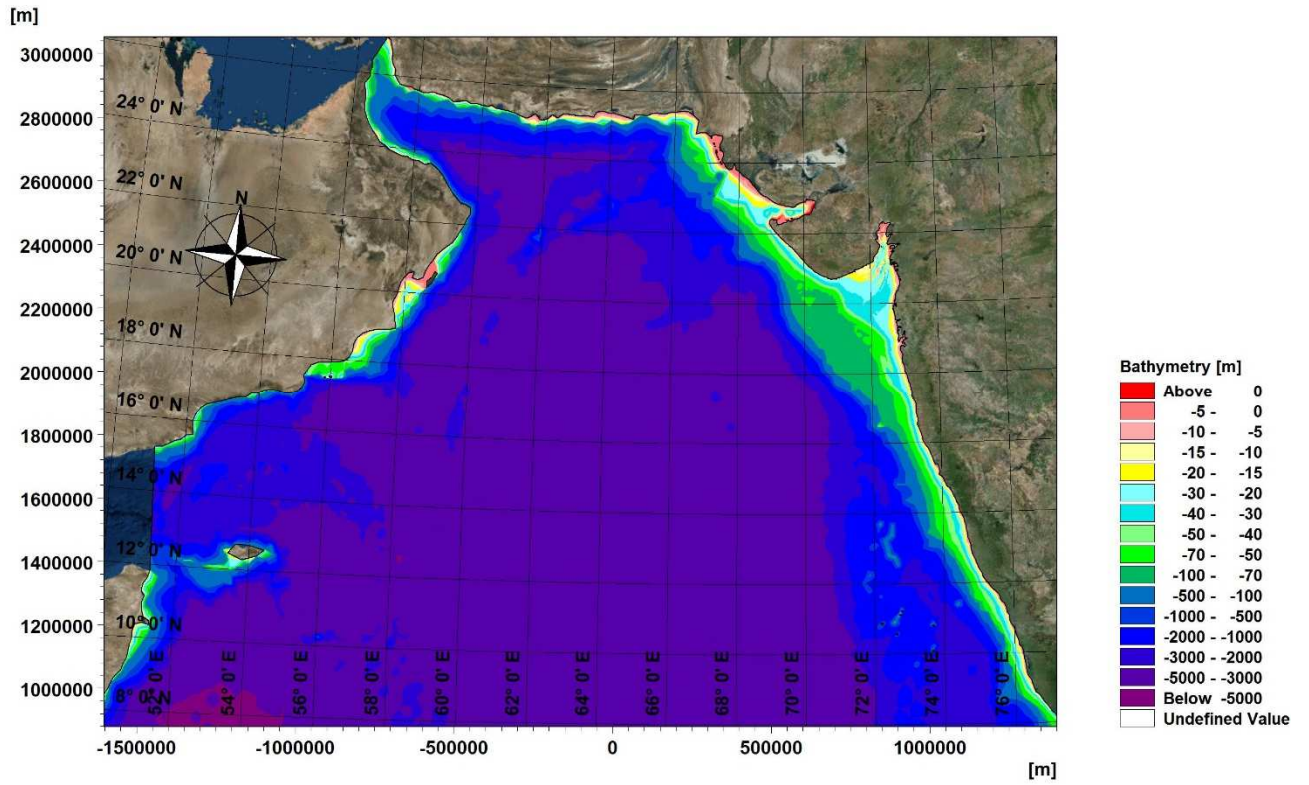 [m]
3000000
2800000
2600000
2400000
2200000
2000000
1800000
1600000
1400000
1200000
1000000
24° 0' N
22° 0' N
20° 0' N
18° 0' N
16° 0' N
14° 0' N
12° 0' N
10° 0' N
8° 0' N
N
52° 0' E
54° 0' E
56° 0' E
58° 0' E
60° 0' E
62° 0' E
64° 0' E
66° 0' E
68° 0' E
70° 0' E
72° 0' E
74° 0' E
76° 0' E
-1500000 -1000000 -500000 0 500000 1000000
[m]
Bathymetry [m]
Above 0
-5 - 0
-10 - -5
-15 - -10
-20 - -15
-30 - -20
-40 - -30
-50 - -40
-70 - -50
-100 - -70
-500 - -100
-1000 - -500
-2000 - -1000
-3000 - -2000
-5000 - -3000
Below -5000
Undefined Value